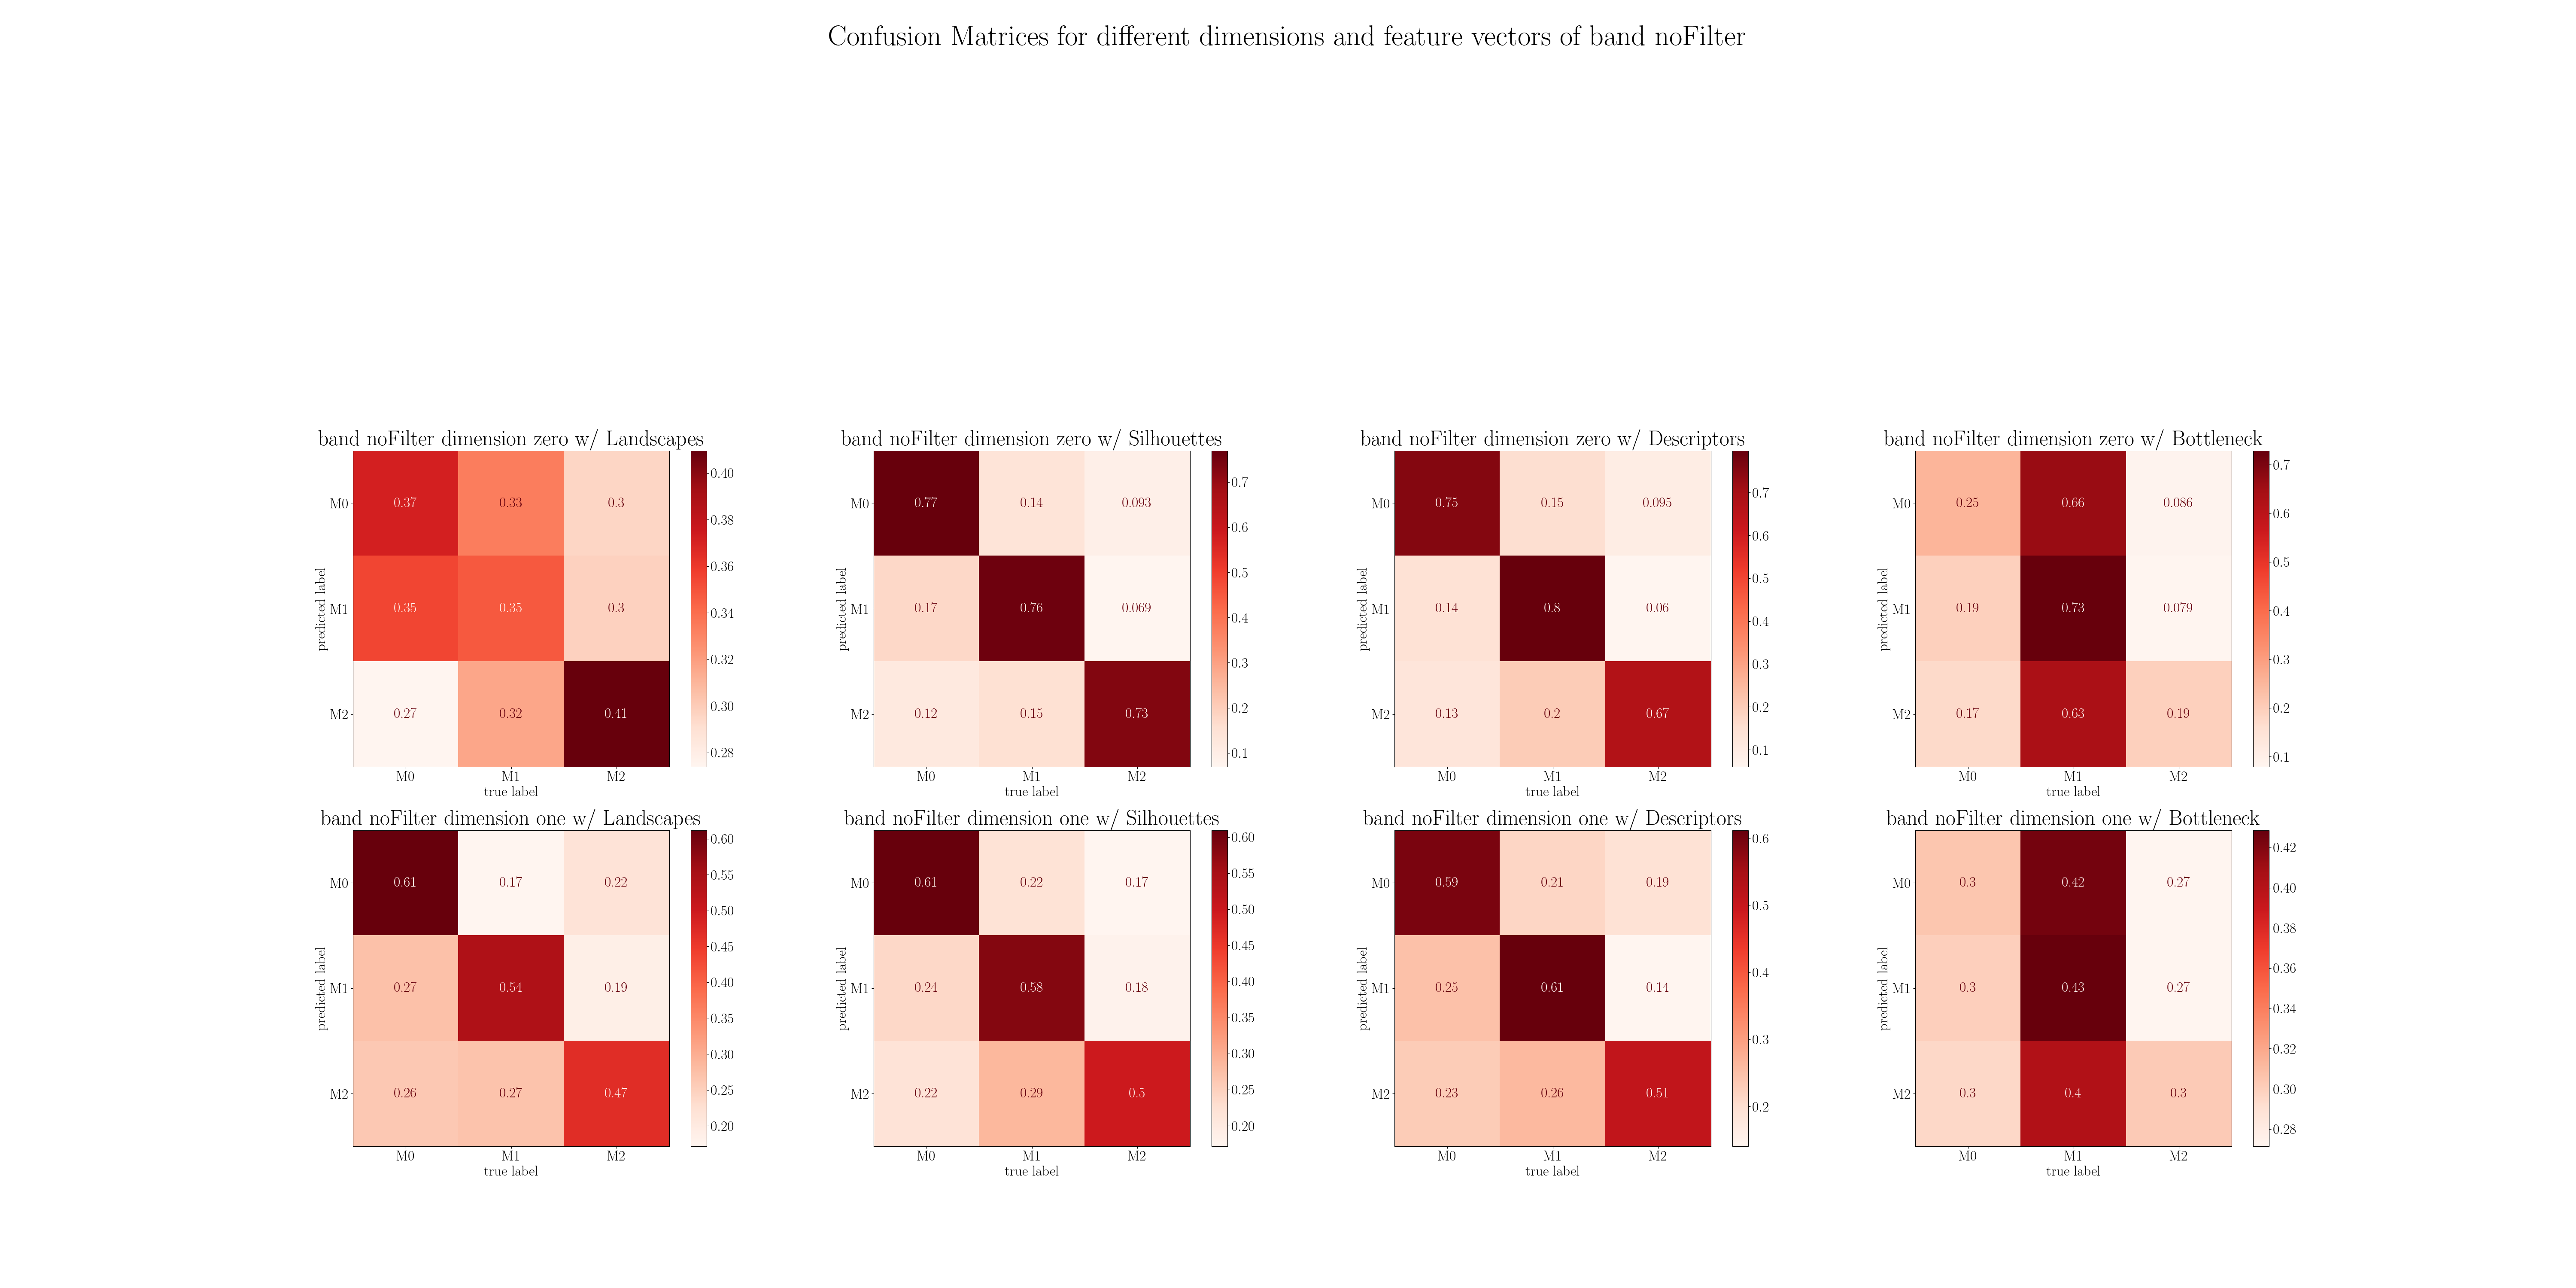 Confusion Matrices for different dimensions and feature vectors of band noFilter
band noFilter dimension zero w/ Landscapes
predicted label
M0 0.37 0.33 0.3
M1 0.35 0.35 0.3
M2 0.27 0.32 0.41
M0 M1 M2
true label
0.40
0.38
0.36
0.34
0.32
0.30
0.28
band noFilter dimension zero w/ Silhouettes
predicted label
M0 0.77 0.14 0.093
M1 0.17 0.76 0.069
M2 0.12 0.15 0.73
M0 M1 M2
true label
0.7
0.6
0.5
0.4
0.3
0.2
0.1
band noFilter dimension zero w/ Descriptors
predicted label
M0 0.75 0.15 0.095
M1 0.14 0.8 0.06
M2 0.13 0.2 0.67
M0 M1 M2
true label
0.7
0.6
0.5
0.4
0.3
0.2
0.1
band noFilter dimension zero w/ Bottleneck
predicted label
M0 0.25 0.66 0.086
M1 0.19 0.73 0.079
M2 0.17 0.63 0.19
M0 M1 M2
true label
0.7
0.6
0.5
0.4
0.3
0.2
0.1
band noFilter dimension one w/ Landscapes
predicted label
M0 0.61 0.17 0.22
M1 0.27 0.54 0.19
M2 0.26 0.27 0.47
M0 M1 M2
true label
0.60
0.55
0.50
0.45
0.40
0.35
0.30
0.25
0.20
band noFilter dimension one w/ Silhouettes
predicted label
M0 0.61 0.22 0.17
M1 0.24 0.58 0.18
M2 0.22 0.29 0.5
M0 M1 M2
true label
0.60
0.55
0.50
0.45
0.40
0.35
0.30
0.25
0.20
band noFilter dimension one w/ Descriptors
predicted label
M0 0.59 0.21 0.19
M1 0.25 0.61 0.14
M2 0.23 0.26 0.51
M0 M1 M2
true label
0.6
0.5
0.4
0.3
0.2
band noFilter dimension one w/ Bottleneck
predicted label
M0 0.3 0.42 0.27
M1 0.3 0.43 0.27
M2 0.3 0.4 0.3
M0 M1 M2
true label
0.42
0.40
0.38
0.36
0.34
0.32
0.30
0.28